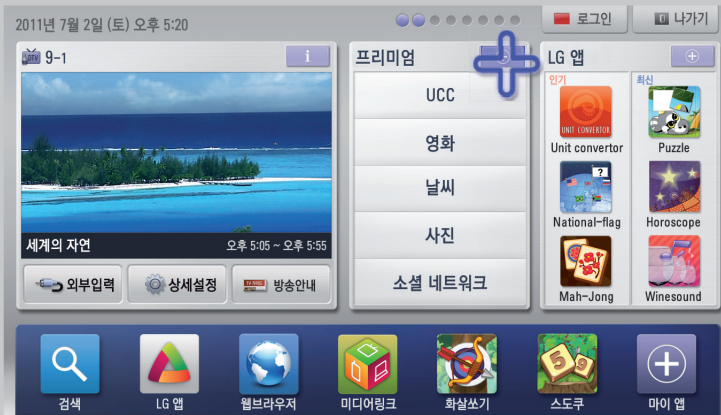 2011년 7월 2일 (토) 오후 5:20
로그인
나가기
DTV 9-1
i
프리미엄
LG 앱
UCC
영화
날씨
사진
소셜 네트워크
인기
최신
UNIT CONVERTOR
Unit convertor
Puzzle
?
National-flag
Horoscope
Mah-Jong
Winesound
세계의 자연
오후 5:05 ~ 오후 5:55
외부입력
상세설정
방송안내
5 9
검색
LG 앱
웹브라우저
미디어링크
화살쏘기
스도쿠
마이 앱